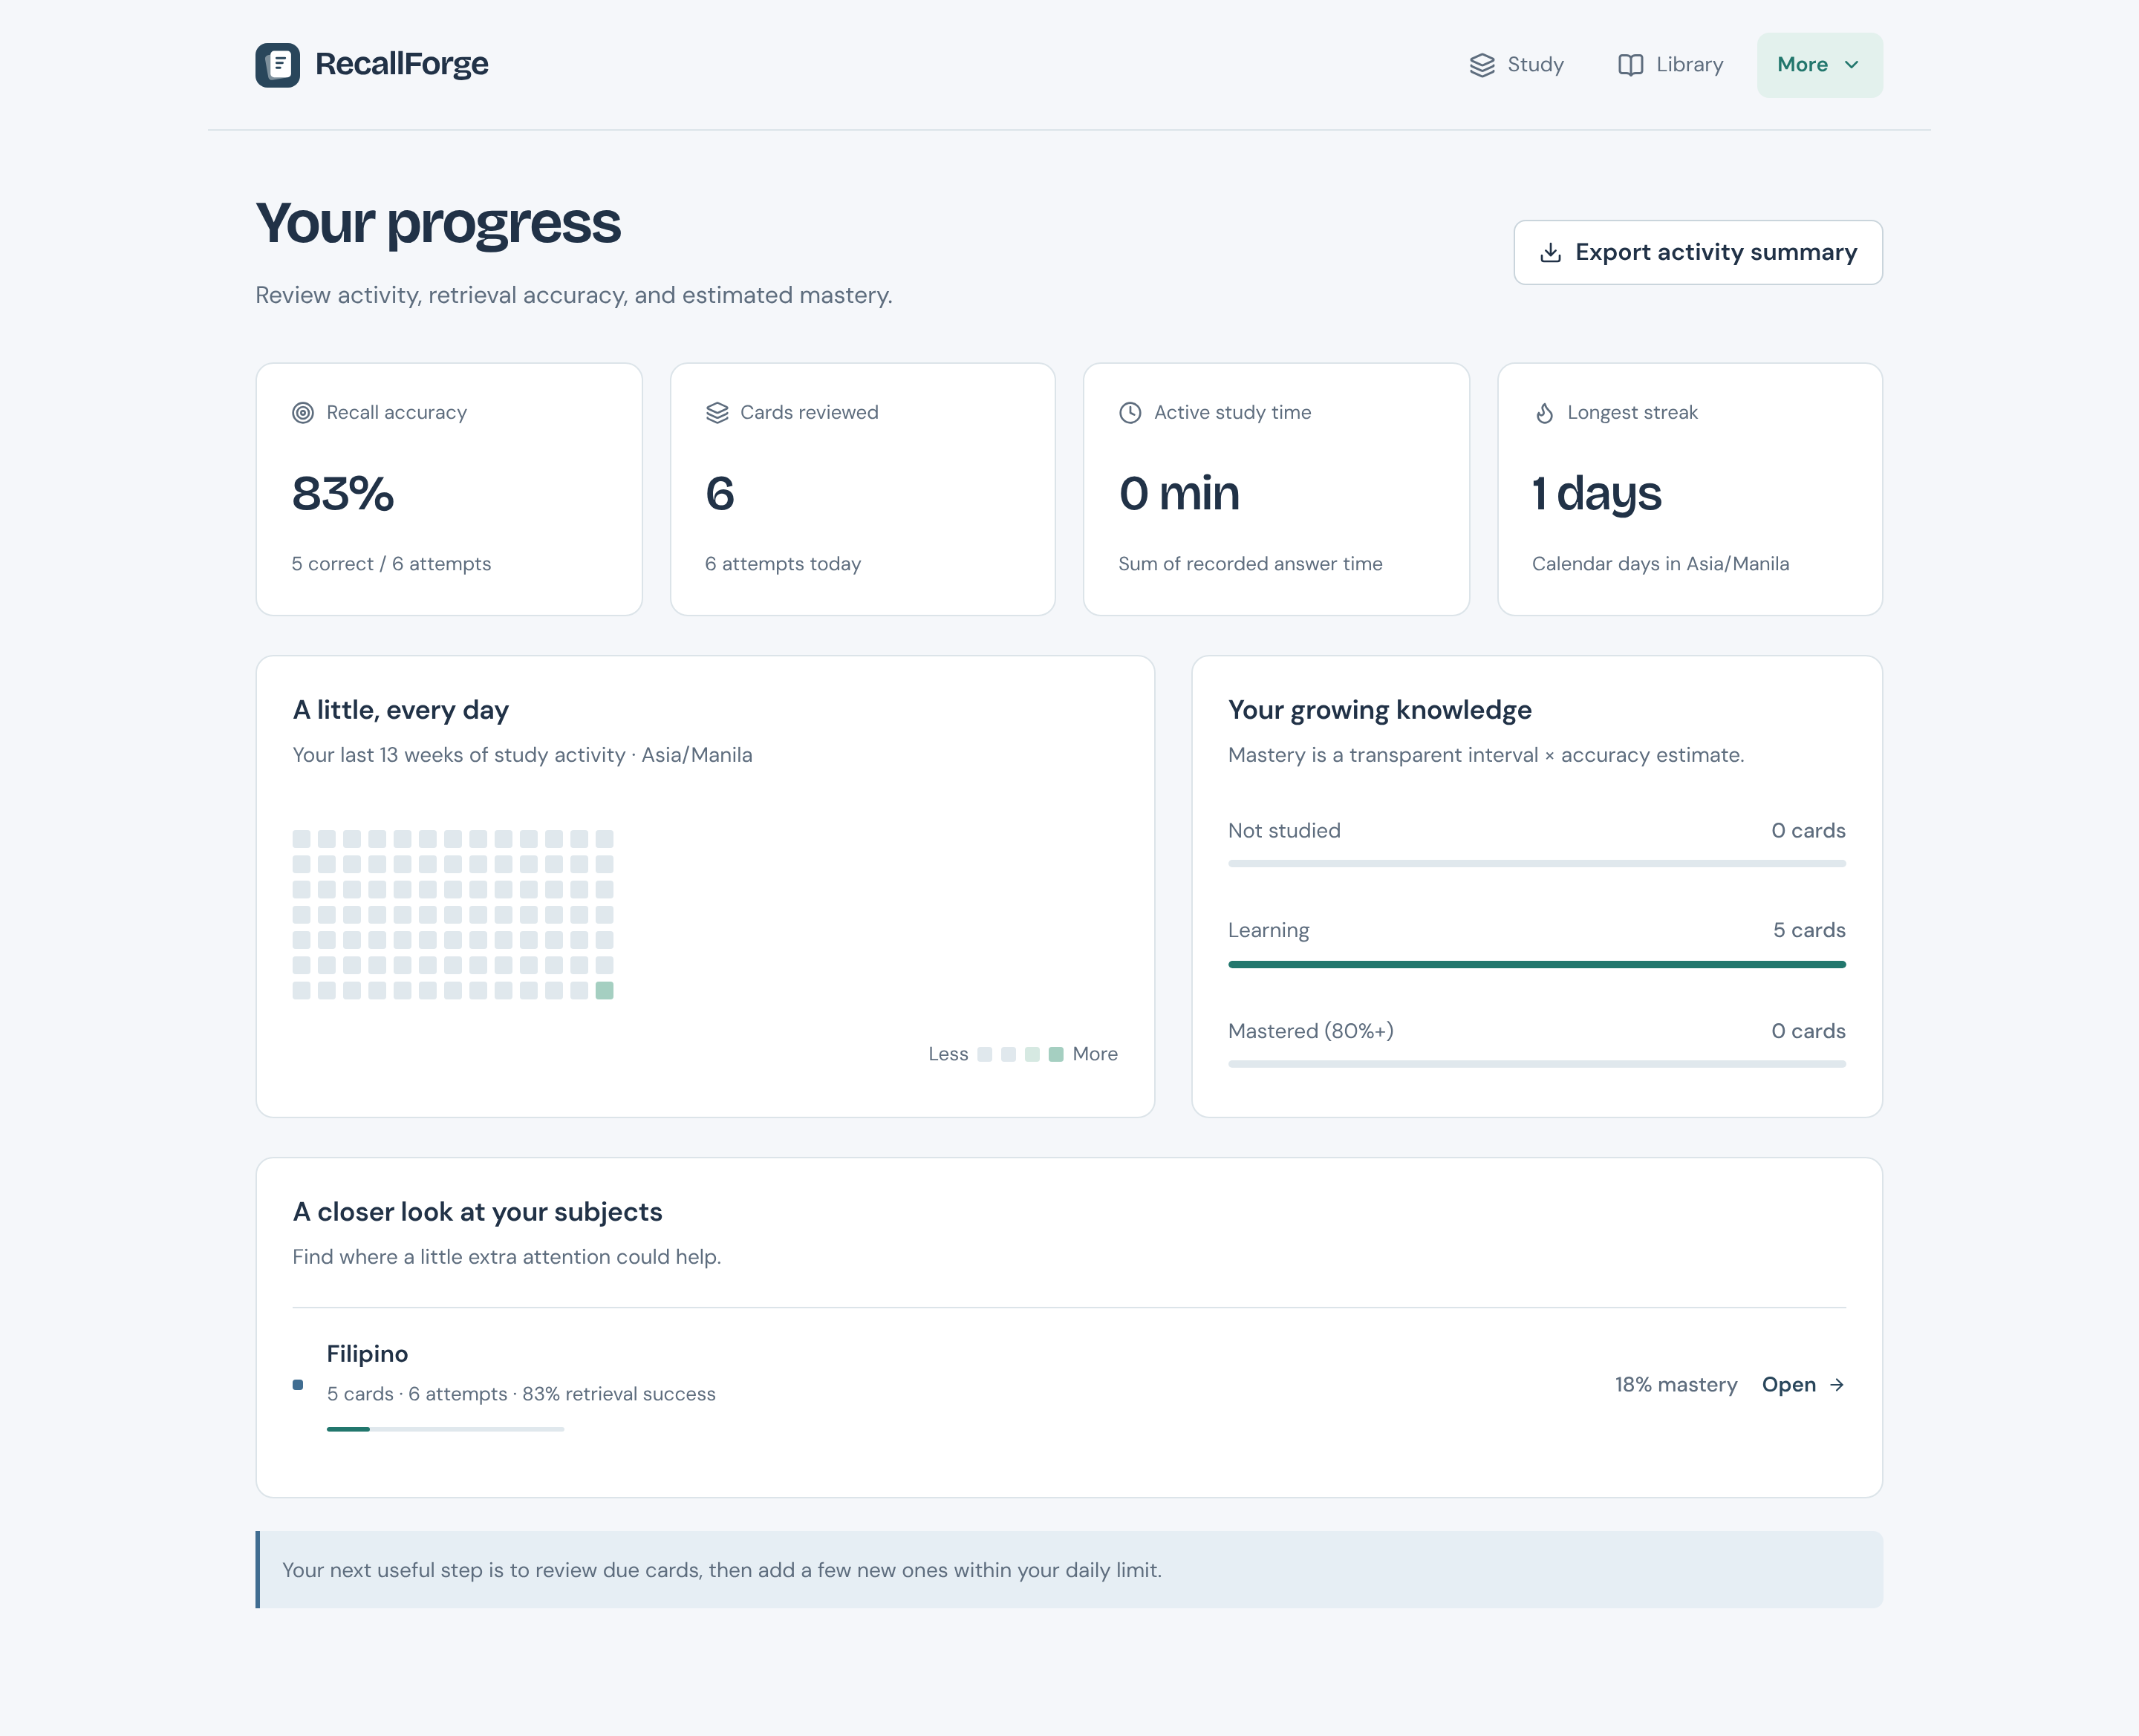 RecallForge
Study
Library
More
Your progress
Export activity summary
Review activity, retrieval accuracy, and estimated mastery.
Recall accuracy
83%
5 correct / 6 attempts
Cards reviewed
6
6 attempts today
Active study time
0 min
Sum of recorded answer time
Longest streak
1 days
Calendar days in Asia/Manila
A little, every day
Your last 13 weeks of study activity · Asia/Manila
Less
More
Your growing knowledge
Mastery is a transparent interval × accuracy estimate.
Not studied
0 cards
Learning
5 cards
Mastered (80%+)
0 cards
A closer look at your subjects
Find where a little extra attention could help.
Filipino
5 cards · 6 attempts · 83% retrieval success
18% mastery
Open
Your next useful step is to review due cards, then add a few new ones within your daily limit.